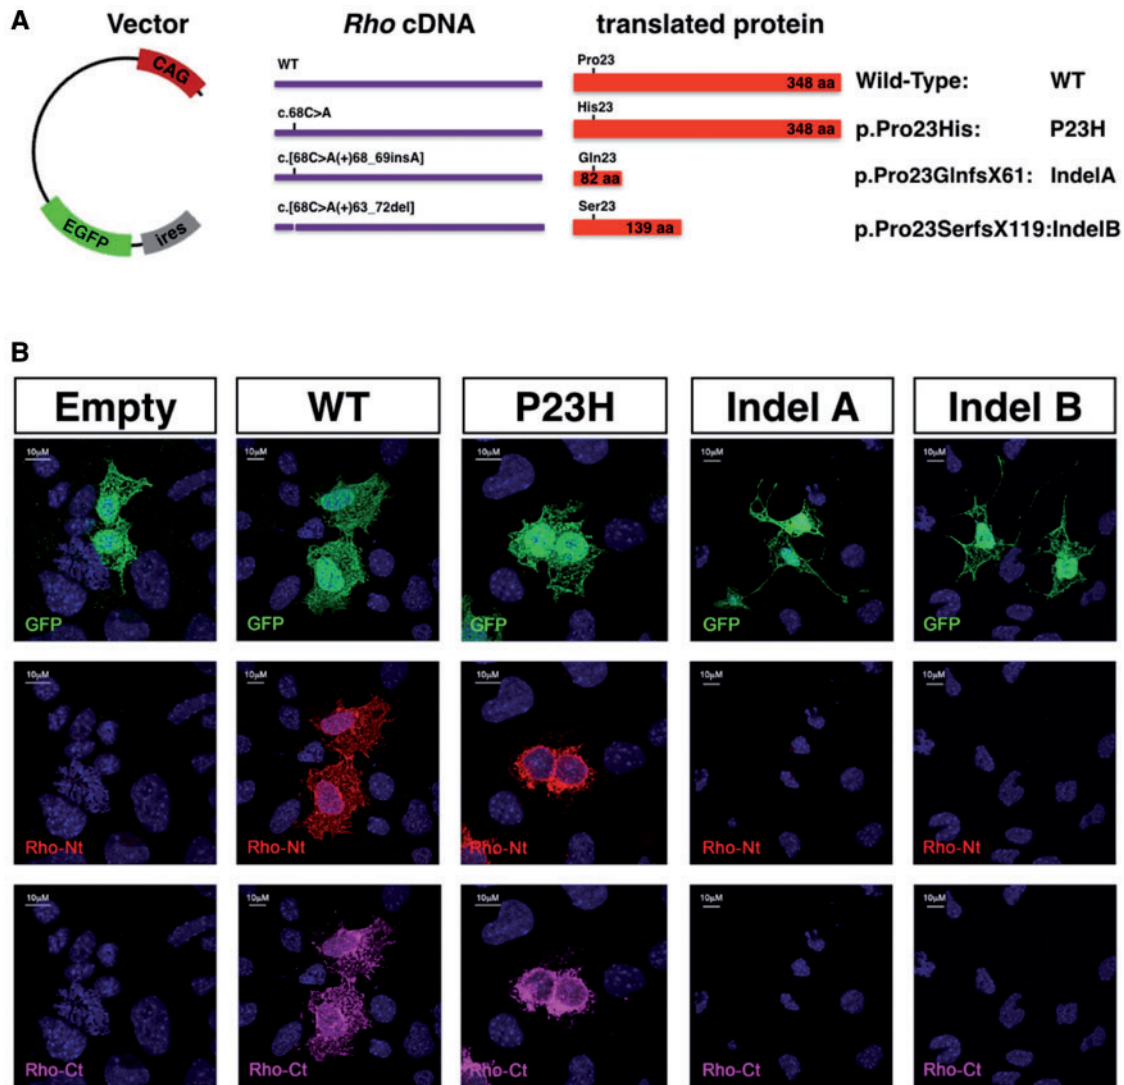 A
Vector
Rho cDNA
translated protein
CAG
EGFP
ires
WT
c.68C>A
c.[68C>A(+)68_69insA]
c.[68C>A(+)63_72del]
Pro23
348 aa
His23
348 aa
Gln23
82 aa
Ser23
139 aa
Wild-Type: WT
p.Pro23His: P23H
p.Pro23GlnfsX61: IndelA
p.Pro23SerfsX119:IndelB
B
Empty
WT
P23H
Indel A
Indel B
10µM
10µM
10µM
10µM
10µM
GFP
GFP
GFP
GFP
GFP
10µM
10µM
10µM
10µM
10µM
Rho-Nt
Rho-Nt
Rho-Nt
Rho-Nt
Rho-Nt
10µM
10µM
10µM
10µM
10µM
Rho-Ct
Rho-Ct
Rho-Ct
Rho-Ct
Rho-Ct